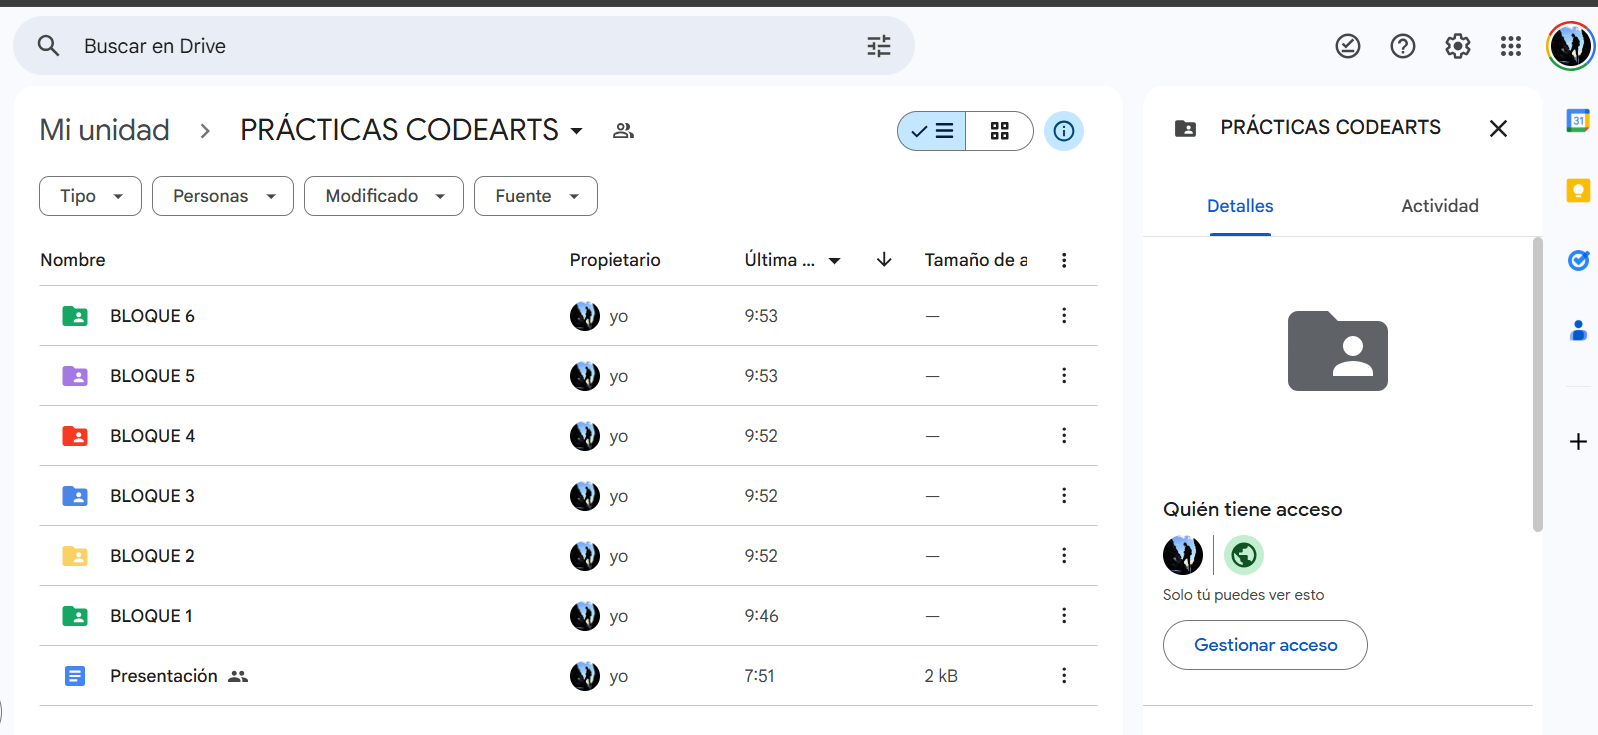 Buscar en Drive
Mi unidad > PRÁCTICAS CODEARTS
Tipo Personas Modificado Fuente
Nombre Propietario Última ... Tamaño de a
BLOQUE 6 yo 9:53 —
BLOQUE 5 yo 9:53 —
BLOQUE 4 yo 9:52 —
BLOQUE 3 yo 9:52 —
BLOQUE 2 yo 9:52 —
BLOQUE 1 yo 9:46 —
Presentación yo 7:51 2 kB
PRÁCTICAS CODEARTS
Detalles Actividad
Quién tiene acceso
Solo tú puedes ver esto
Gestionar acceso
31